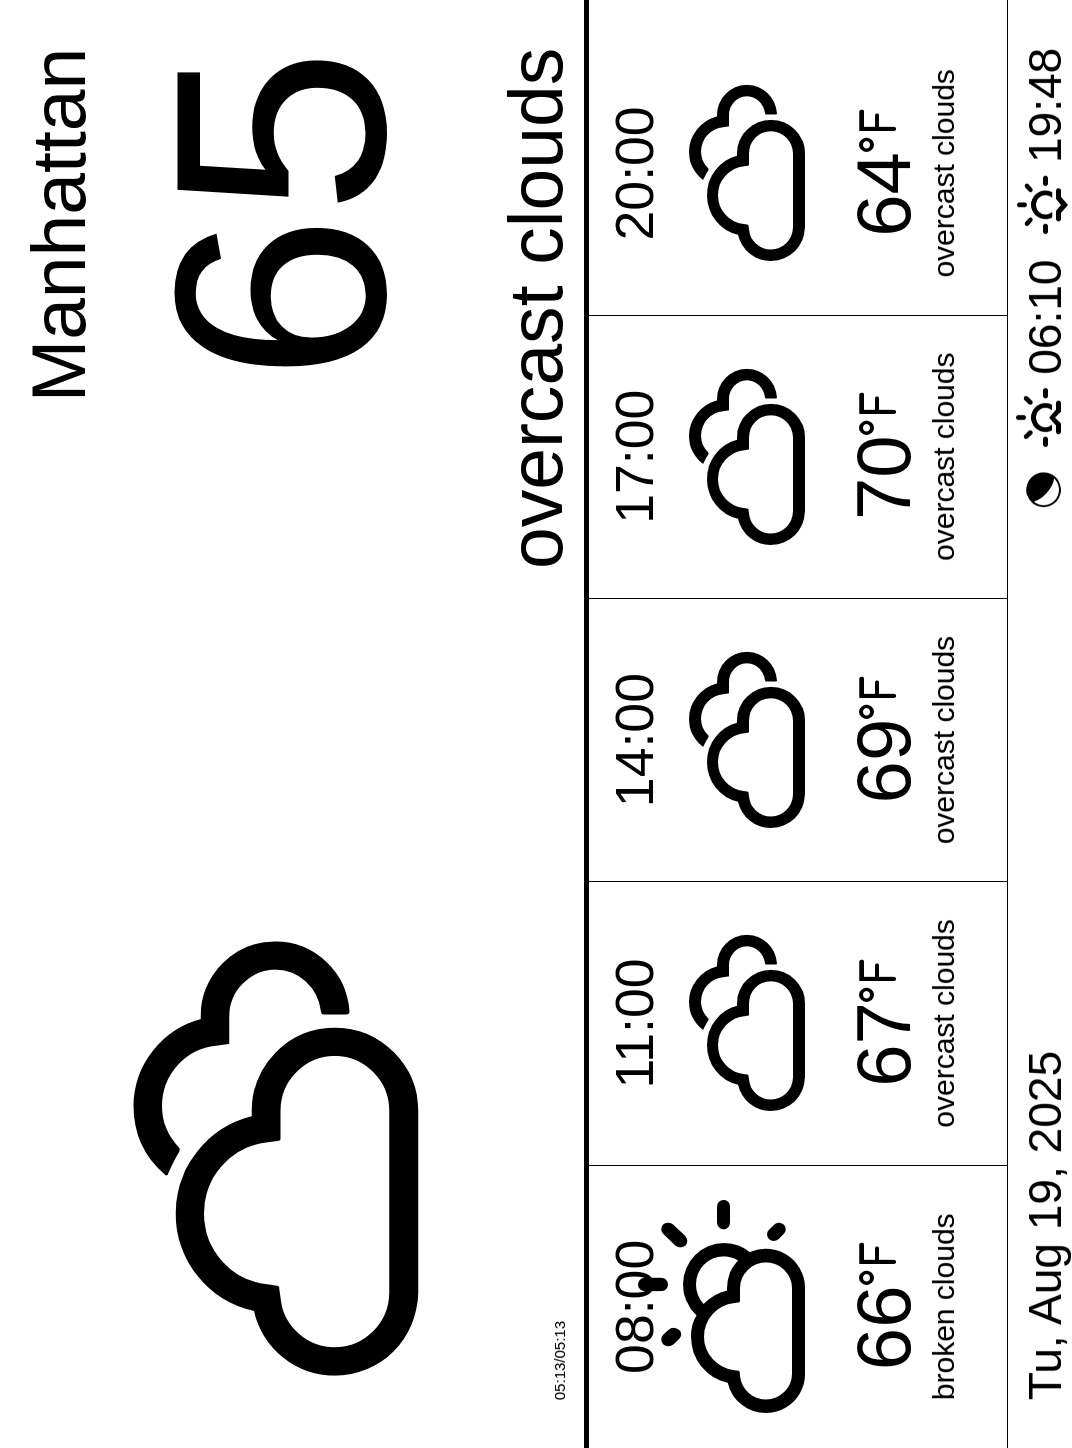 Manhattan
65
overcast clouds
05:13/05:13
08:00
66°F
broken clouds
11:00
67°F
overcast clouds
14:00
69°F
overcast clouds
17:00
70°F
overcast clouds
20:00
64°F
overcast clouds
Tu, Aug 19, 2025
06:10 19:48